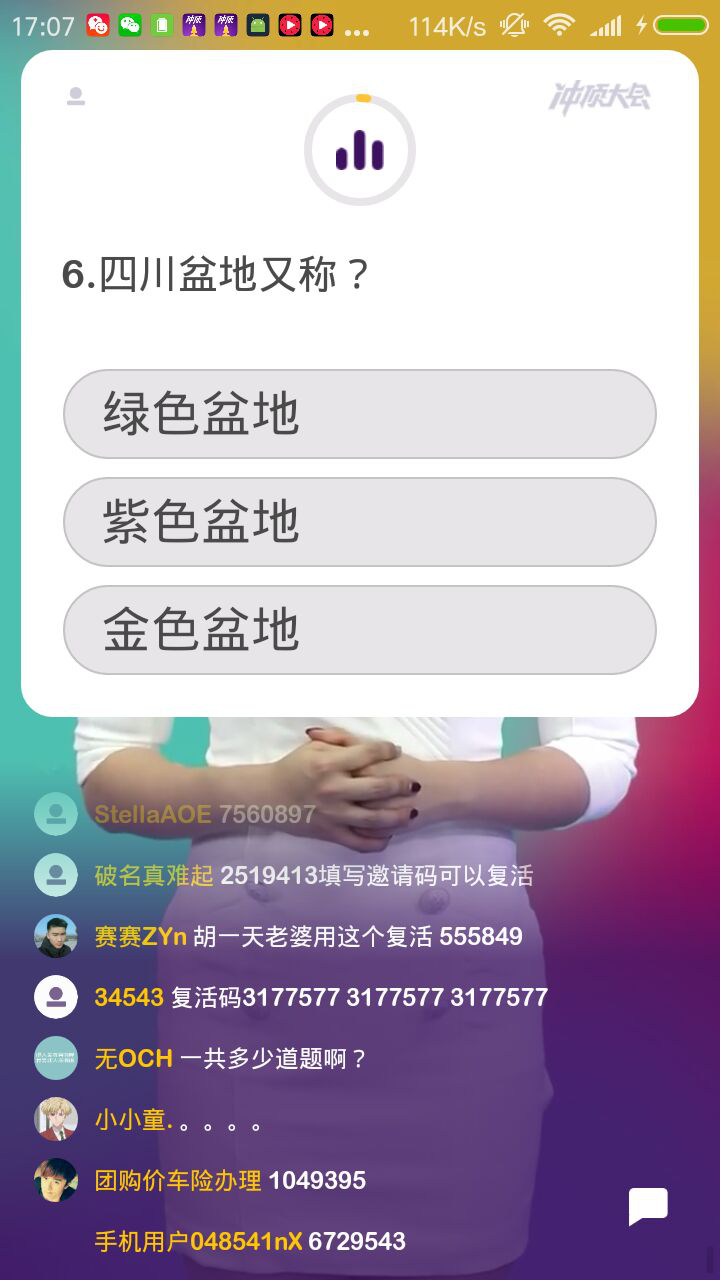 17:07
... 114K/s
冲顶大会
6.四川盆地又称？
绿色盆地
紫色盆地
金色盆地
StellaAOE 7560897
破名真难起 2519413填写邀请码可以复活
赛赛ZYn 胡一天老婆用这个复活 555849
34543 复活码3177577 3177577 3177577
无OCH 一共多少道题啊？
小小童. 。。。。
团购价车险办理 1049395
手机用户048541nX 6729543